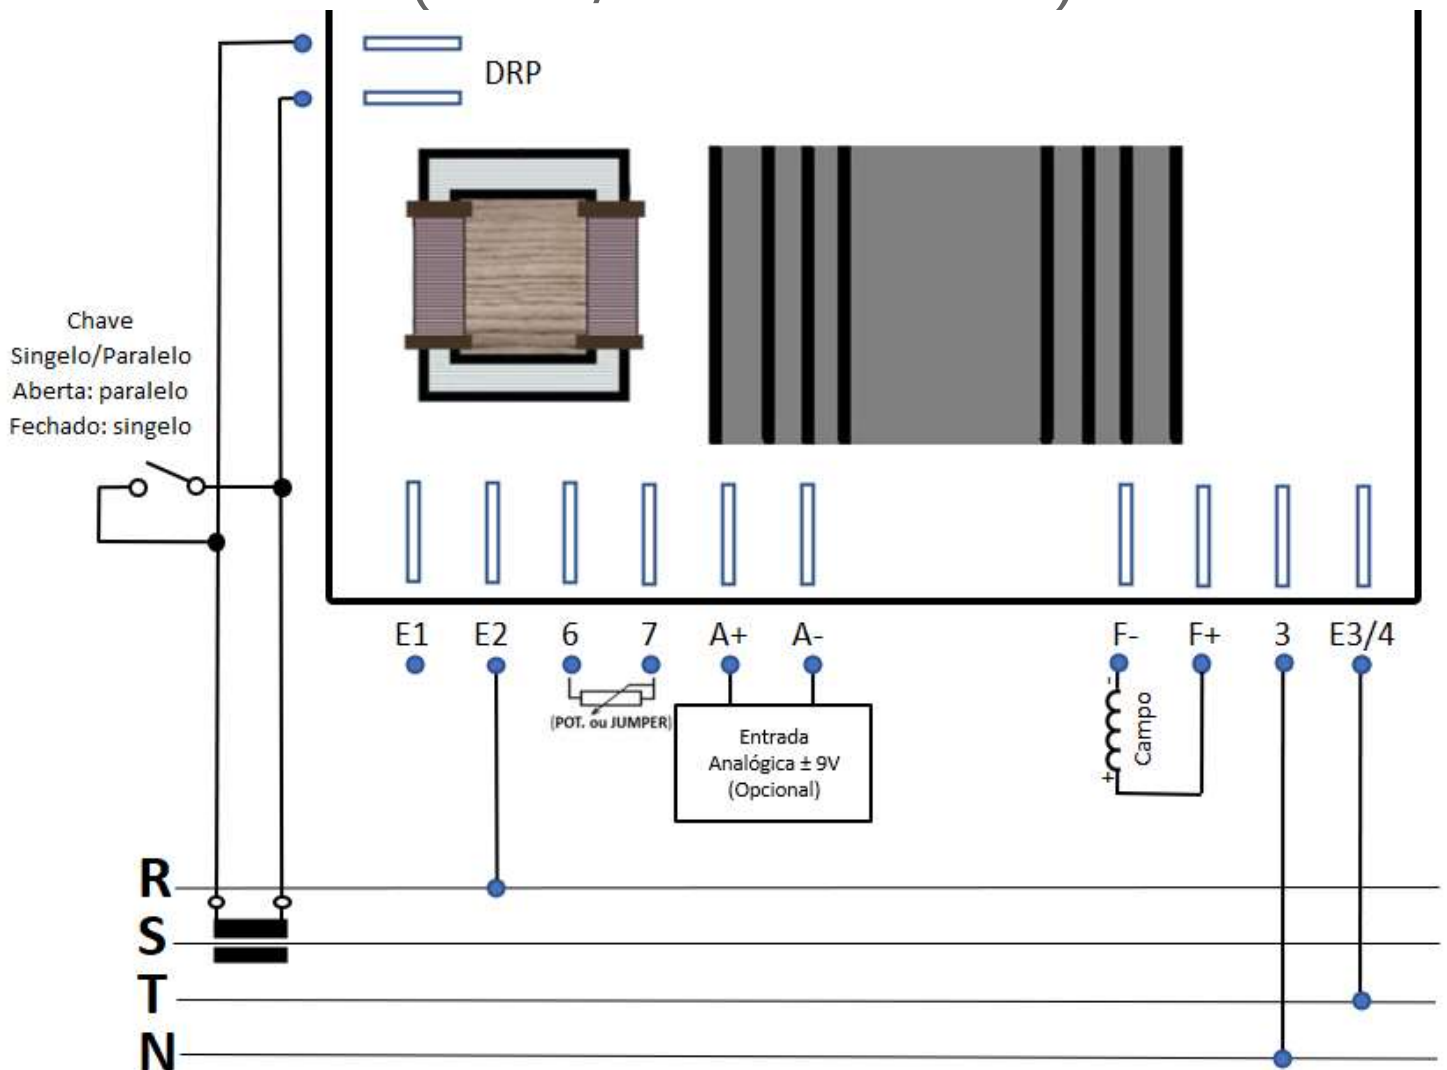 DRP
Chave
Singelo/Paralelo
Aberta: paralelo
Fechado: singelo
E1 E2 6 7 A+ A- F- F+ 3 E3/4
(POT. ou JUMPER)
Entrada
Analógica ± 9V
(Opcional)
-
Campo
+
R
S
T
N